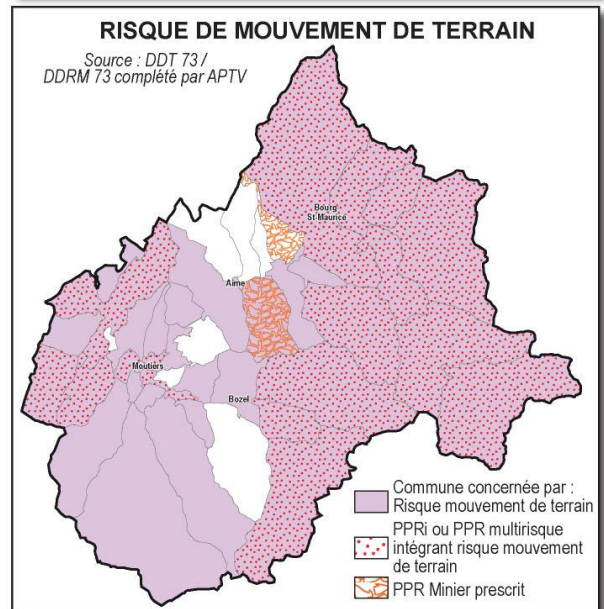 RISQUE DE MOUVEMENT DE TERRAIN
Source : DDT 73 /
DDRM 73 complété par APTV
Bourg
St-Maurice
Aime
Moutiers
Bozel
Commune concernée par :
Risque mouvement de terrain
PPRi ou PPR multirisque
intégrant risque mouvement
de terrain
PPR Minier prescrit